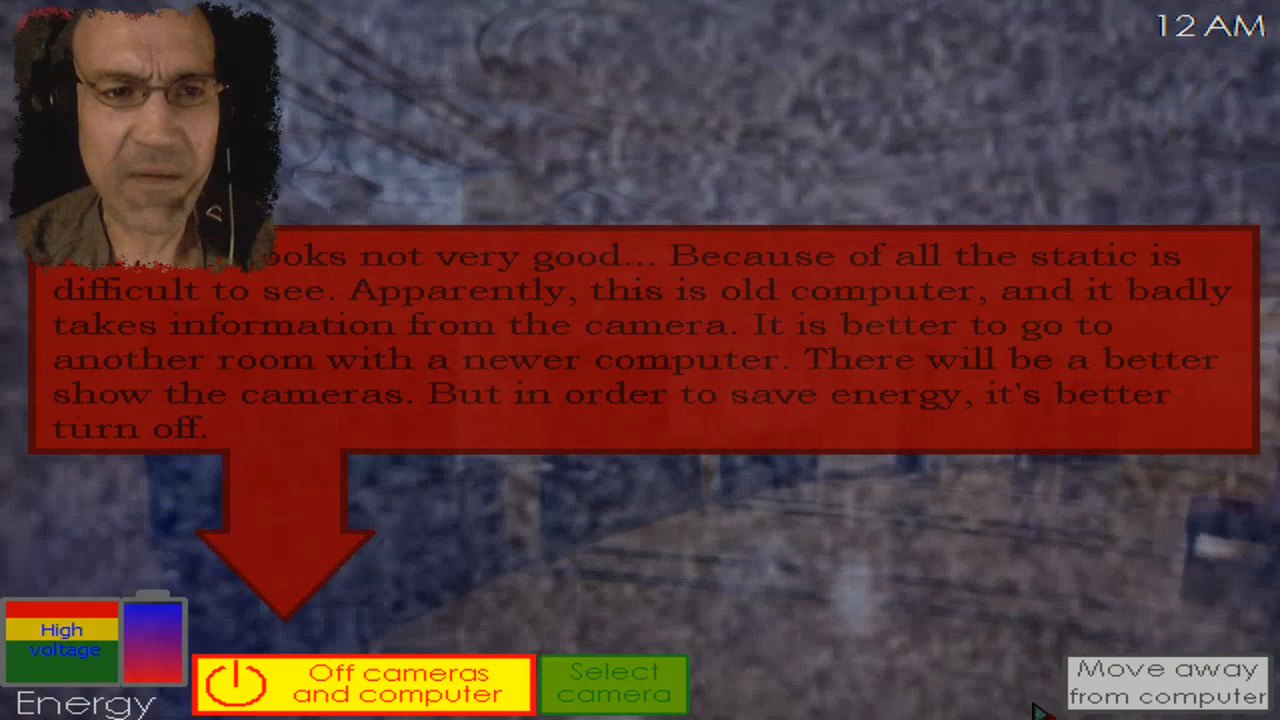 12 AM
not very good... Because of all the static is
difficult to see. Apparently, this is old computer, and it badly
takes information from the camera. It is better to go to
another room with a newer computer. There will be a better
show the cameras. But in order to save energy, it's better
turn off.
High
voltage
Energy
Off cameras
and computer
Select
camera
Move away
from computer